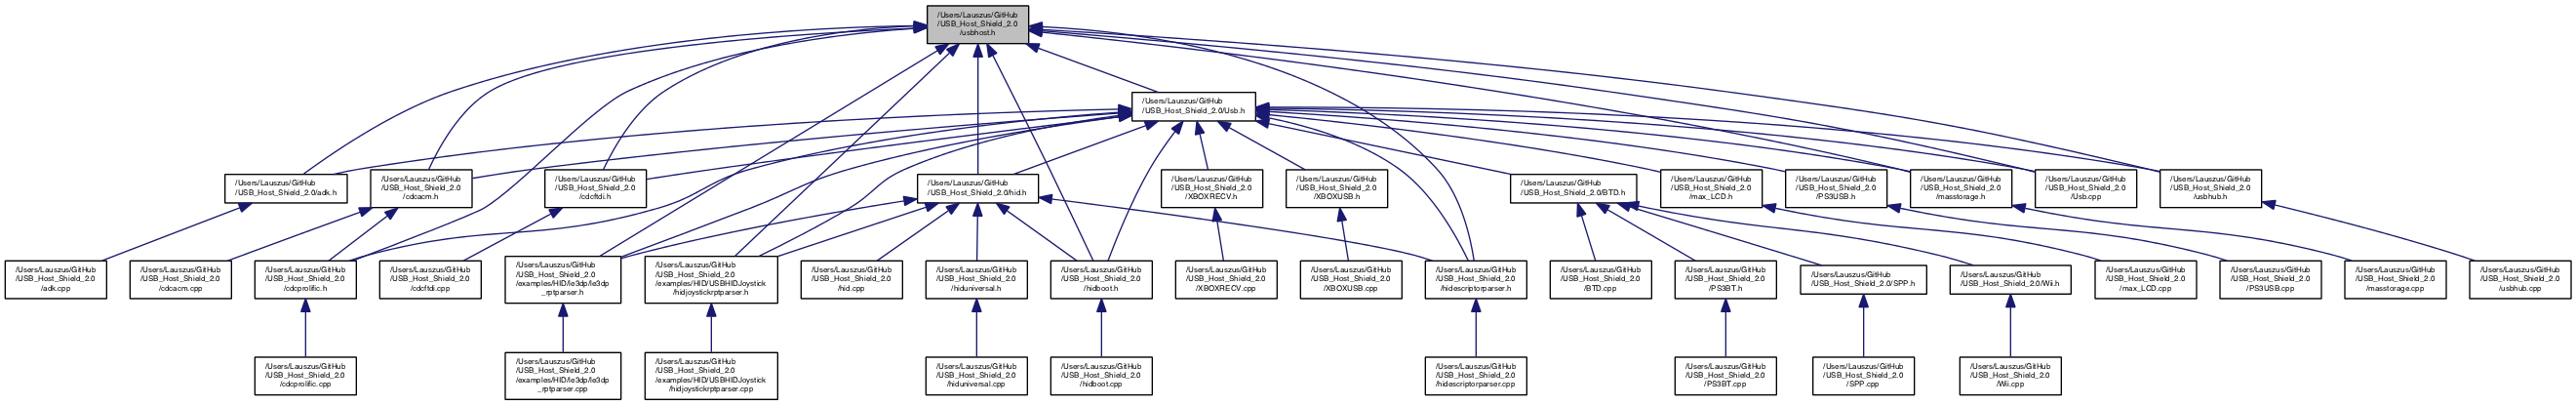 /Users/Lauszus/GitHub
/USB_Host_Shield_2.0
/usbhost.h
/Users/Lauszus/GitHub
/USB_Host_Shield_2.0/Usb.h
/Users/Lauszus/GitHub
/USB_Host_Shield_2.0/adk.h
/Users/Lauszus/GitHub
/USB_Host_Shield_2.0
/cdcacm.h
/Users/Lauszus/GitHub
/USB_Host_Shield_2.0
/cdcftdi.h
/Users/Lauszus/GitHub
/USB_Host_Shield_2.0/hid.h
/Users/Lauszus/GitHub
/USB_Host_Shield_2.0
/XBOXRECV.h
/Users/Lauszus/GitHub
/USB_Host_Shield_2.0
/XBOXUSB.h
/Users/Lauszus/GitHub
/USB_Host_Shield_2.0/BTD.h
/Users/Lauszus/GitHub
/USB_Host_Shield_2.0
/max_LCD.h
/Users/Lauszus/GitHub
/USB_Host_Shield_2.0
/PS3USB.h
/Users/Lauszus/GitHub
/USB_Host_Shield_2.0
/masstorage.h
/Users/Lauszus/GitHub
/USB_Host_Shield_2.0
/Usb.cpp
/Users/Lauszus/GitHub
/USB_Host_Shield_2.0
/usbhub.h
/Users/Lauszus/GitHub
/USB_Host_Shield_2.0
/adk.cpp
/Users/Lauszus/GitHub
/USB_Host_Shield_2.0
/cdcacm.cpp
/Users/Lauszus/GitHub
/USB_Host_Shield_2.0
/cdcprolific.h
/Users/Lauszus/GitHub
/USB_Host_Shield_2.0
/cdcftdi.cpp
/Users/Lauszus/GitHub
/USB_Host_Shield_2.0
/examples/HID/le3dp/le3dp
_rptparser.h
/Users/Lauszus/GitHub
/USB_Host_Shield_2.0
/examples/HID/USBHIDJoystick
/hidjoystickrptparser.h
/Users/Lauszus/GitHub
/USB_Host_Shield_2.0
/hid.cpp
/Users/Lauszus/GitHub
/USB_Host_Shield_2.0
/hiduniversal.h
/Users/Lauszus/GitHub
/USB_Host_Shield_2.0
/hidboot.h
/Users/Lauszus/GitHub
/USB_Host_Shield_2.0
/XBOXRECV.cpp
/Users/Lauszus/GitHub
/USB_Host_Shield_2.0
/XBOXUSB.cpp
/Users/Lauszus/GitHub
/USB_Host_Shield_2.0
/hidescriptorparser.h
/Users/Lauszus/GitHub
/USB_Host_Shield_2.0
/BTD.cpp
/Users/Lauszus/GitHub
/USB_Host_Shield_2.0
/PS3BT.h
/Users/Lauszus/GitHub
/USB_Host_Shield_2.0/SPP.h
/Users/Lauszus/GitHub
/USB_Host_Shield_2.0/Wii.h
/Users/Lauszus/GitHub
/USB_Host_Shield_2.0
/max_LCD.cpp
/Users/Lauszus/GitHub
/USB_Host_Shield_2.0
/PS3USB.cpp
/Users/Lauszus/GitHub
/USB_Host_Shield_2.0
/masstorage.cpp
/Users/Lauszus/GitHub
/USB_Host_Shield_2.0
/usbhub.cpp
/Users/Lauszus/GitHub
/USB_Host_Shield_2.0
/cdcprolific.cpp
/Users/Lauszus/GitHub
/USB_Host_Shield_2.0
/examples/HID/le3dp/le3dp
_rptparser.cpp
/Users/Lauszus/GitHub
/USB_Host_Shield_2.0
/examples/HID/USBHIDJoystick
/hidjoystickrptparser.cpp
/Users/Lauszus/GitHub
/USB_Host_Shield_2.0
/hiduniversal.cpp
/Users/Lauszus/GitHub
/USB_Host_Shield_2.0
/hidboot.cpp
/Users/Lauszus/GitHub
/USB_Host_Shield_2.0
/hidescriptorparser.cpp
/Users/Lauszus/GitHub
/USB_Host_Shield_2.0
/PS3BT.cpp
/Users/Lauszus/GitHub
/USB_Host_Shield_2.0
/SPP.cpp
/Users/Lauszus/GitHub
/USB_Host_Shield_2.0
/Wii.cpp